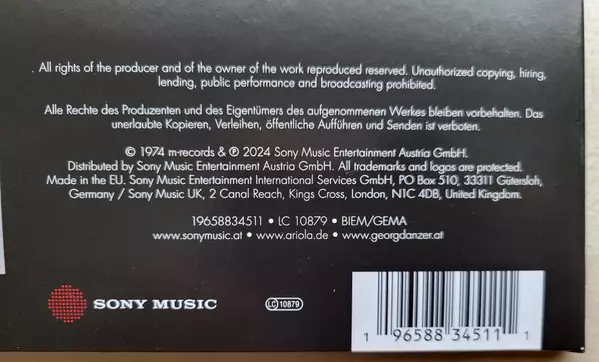 All rights of the producer and of the owner of the work reproduced reserved. Unauthorized copying, hiring,
lending, public performance and broadcasting prohibited.
Alle Rechte des Produzenten und des Eigentümers des aufgenommenen Werkes bleiben vorbehalten. Das
unerlaubte Kopieren, Verleihen, öffentliche Aufführen und Senden ist verboten.
© 1974 m-records & ℗ 2024 Sony Music Entertainment Austria GmbH.
Distributed by Sony Music Entertainment Austria GmbH. All trademarks and logos are protected.
Made in the EU. Sony Music Entertainment International Services GmbH, PO Box 510, 33311 Gütersloh,
Germany / Sony Music UK, 2 Canal Reach, Kings Cross, London, N1C 4DB, United Kingdom.
19658834511 • LC 10879 • BIEM/GEMA
www.sonymusic.at • www.ariola.de • www.georgdanzer.at
SONY MUSIC
LC 10879
1 96588 34511 1